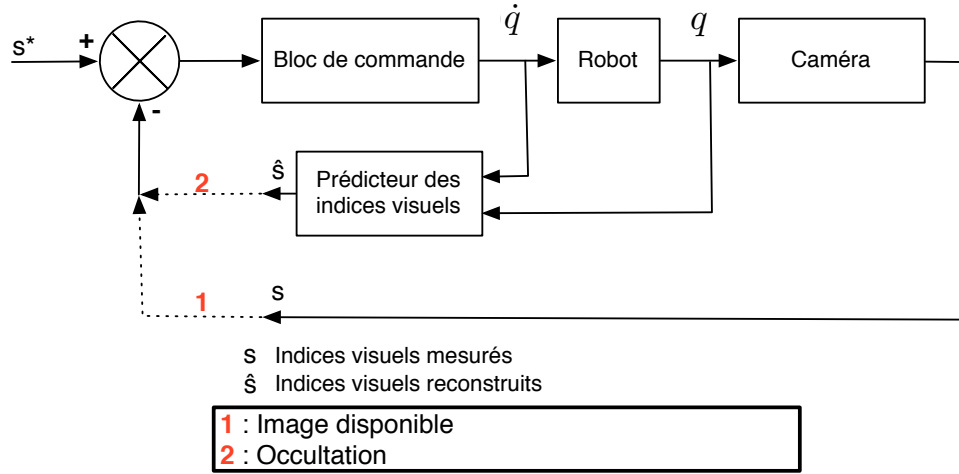 s*
+
-
Bloc de commande
q̇
Robot
q
Caméra
2
ŝ
Prédicteur des
indices visuels
1
s
s Indices visuels mesurés
ŝ Indices visuels reconstruits
1 : Image disponible
2 : Occultation